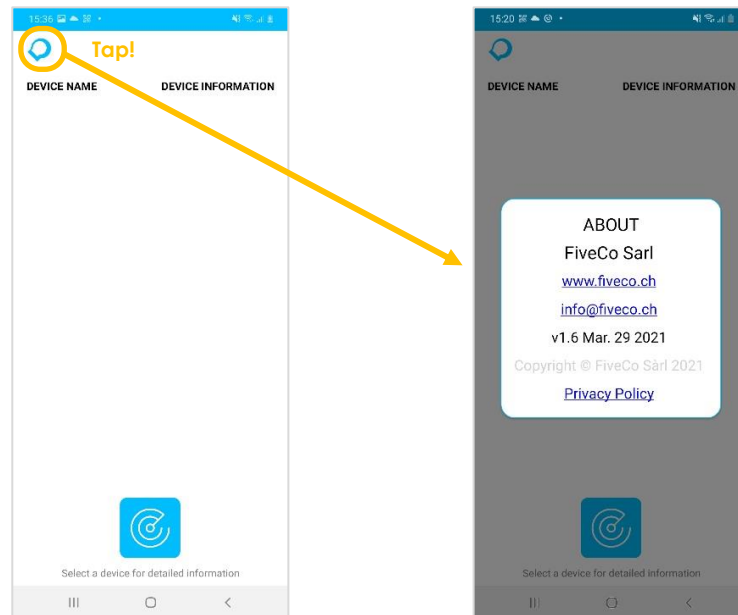 15:36
Tap!
DEVICE NAME DEVICE INFORMATION
Select a device for detailed information
15:20
DEVICE NAME DEVICE INFORMATION
ABOUT
FiveCo Sarl
www.fiveco.ch
info@fiveco.ch
v1.6 Mar. 29 2021
Copyright © FiveCo Sàrl 2021
Privacy Policy
Select a device for detailed information